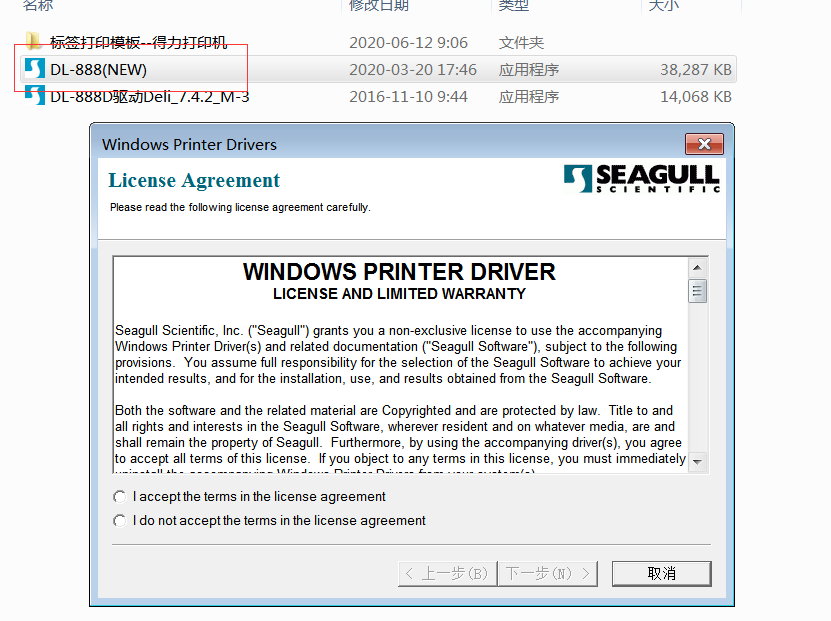 名称 修改日期 类型 大小
标签打印模板--得力打印机 2020-06-12 9:06 文件夹
DL-888(NEW) 2020-03-20 17:46 应用程序 38,287 KB
DL-888D驱动Deli_7.4.2_M-3 2016-11-10 9:44 应用程序 14,068 KB
Windows Printer Drivers
License Agreement
SEAGULL
SCIENTIFIC
Please read the following license agreement carefully.
WINDOWS PRINTER DRIVER
LICENSE AND LIMITED WARRANTY
Seagull Scientific, Inc. ("Seagull") grants you a non-exclusive license to use the accompanying
Windows Printer Driver(s) and related documentation ("Seagull Software"), subject to the following
provisions. You assume full responsibility for the selection of the Seagull Software to achieve your
intended results, and for the installation, use, and results obtained from the Seagull Software.
Both the software and the related material are Copyrighted and are protected by law. Title to and
all rights and interests in the Seagull Software, wherever resident and on whatever media, are and
shall remain the property of Seagull. Furthermore, by using the accompanying driver(s), you agree
to accept all terms of this license. If you object to any terms in this license, you must immediately
uninstall the accompanying Windows Printer Drivers from your system(s).
I accept the terms in the license agreement
I do not accept the terms in the license agreement
< 上一步(B) 下一步(N) > 取消